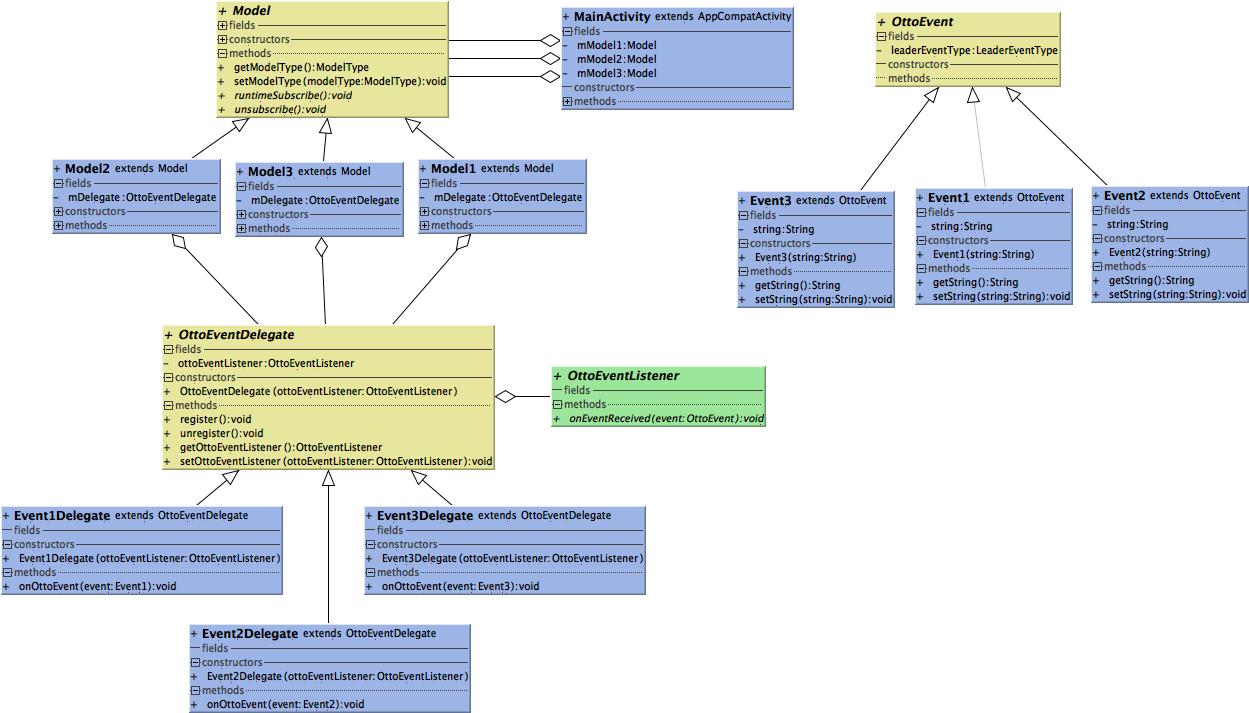 + Model
fields
constructors
methods
+ getModelType():ModelType
+ setModelType(modelType:ModelType):void
+ runtimeSubscribe():void
+ unsubscribe():void
+ MainActivity extends AppCompatActivity
fields
- mModel1:Model
- mModel2:Model
- mModel3:Model
constructors
methods
+ OttoEvent
fields
- leaderEventType:LeaderEventType
constructors
methods
+ Model2 extends Model
fields
- mDelegate:OttoEventDelegate
constructors
methods
+ Model3 extends Model
fields
- mDelegate:OttoEventDelegate
constructors
methods
+ Model1 extends Model
fields
- mDelegate:OttoEventDelegate
constructors
methods
+ Event3 extends OttoEvent
fields
- string:String
constructors
+ Event3(string:String)
methods
+ getString():String
+ setString(string:String):void
+ Event1 extends OttoEvent
fields
- string:String
constructors
+ Event1(string:String)
methods
+ getString():String
+ setString(string:String):void
+ Event2 extends OttoEvent
fields
- string:String
constructors
+ Event2(string:String)
methods
+ getString():String
+ setString(string:String):void
+ OttoEventDelegate
fields
- ottoEventListener:OttoEventListener
constructors
+ OttoEventDelegate(ottoEventListener:OttoEventListener)
methods
+ register():void
+ unregister():void
+ getOttoEventListener():OttoEventListener
+ setOttoEventListener(ottoEventListener:OttoEventListener):void
+ OttoEventListener
fields
methods
+ onEventReceived(event:OttoEvent):void
+ Event1Delegate extends OttoEventDelegate
fields
constructors
+ Event1Delegate(ottoEventListener:OttoEventListener)
methods
+ onOttoEvent(event:Event1):void
+ Event3Delegate extends OttoEventDelegate
fields
constructors
+ Event3Delegate(ottoEventListener:OttoEventListener)
methods
+ onOttoEvent(event:Event3):void
+ Event2Delegate extends OttoEventDelegate
fields
constructors
+ Event2Delegate(ottoEventListener:OttoEventListener)
methods
+ onOttoEvent(event:Event2):void